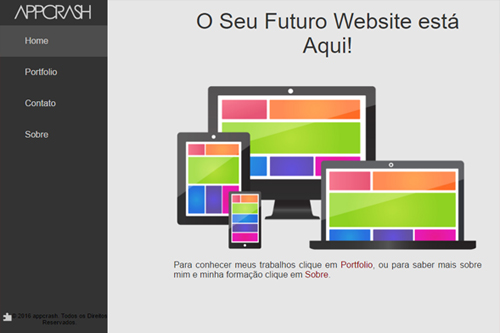 APPCRASH
Home
Portfolio
Contato
Sobre
O Seu Futuro Website está
Aqui!
Para conhecer meus trabalhos clique em Portfolio, ou para saber mais sobre
mim e minha formação clique em Sobre.
© 2016 appcrash. Todos os Direitos
Reservados